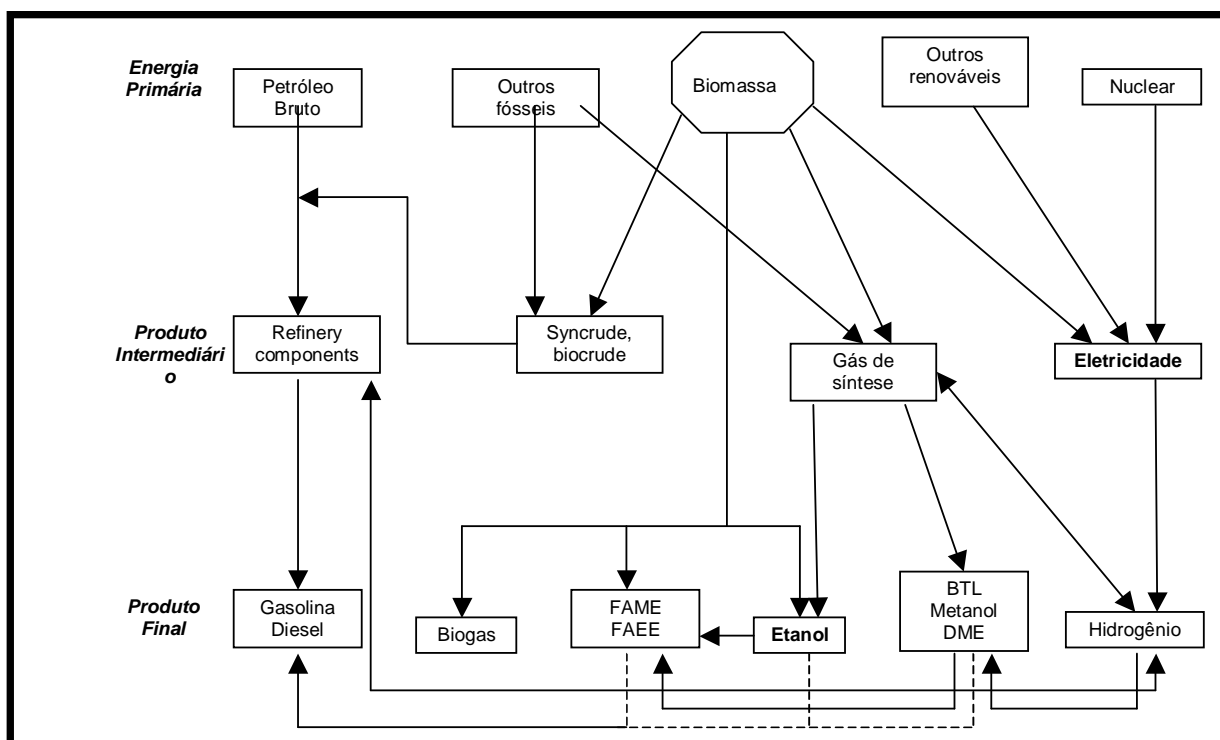 Energia
Primária
Petróleo
Bruto
Outros
fósseis
Biomassa
Outros
renováveis
Nuclear
Produto
Intermediári
o
Refinery
components
Syncrude,
biocrude
Gás de
síntese
Eletricidade
Produto
Final
Gasolina
Diesel
Biogas
FAME
FAEE
Etanol
BTL
Metanol
DME
Hidrogênio